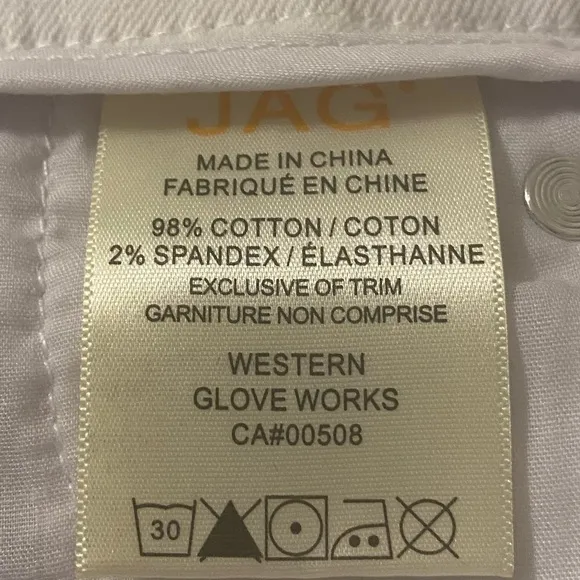 JAG
MADE IN CHINA
FABRIQUÉ EN CHINE
98% COTTON / COTON
2% SPANDEX / ÉLASTHANNE
EXCLUSIVE OF TRIM
GARNITURE NON COMPRISE
WESTERN
GLOVE WORKS
CA#00508
30